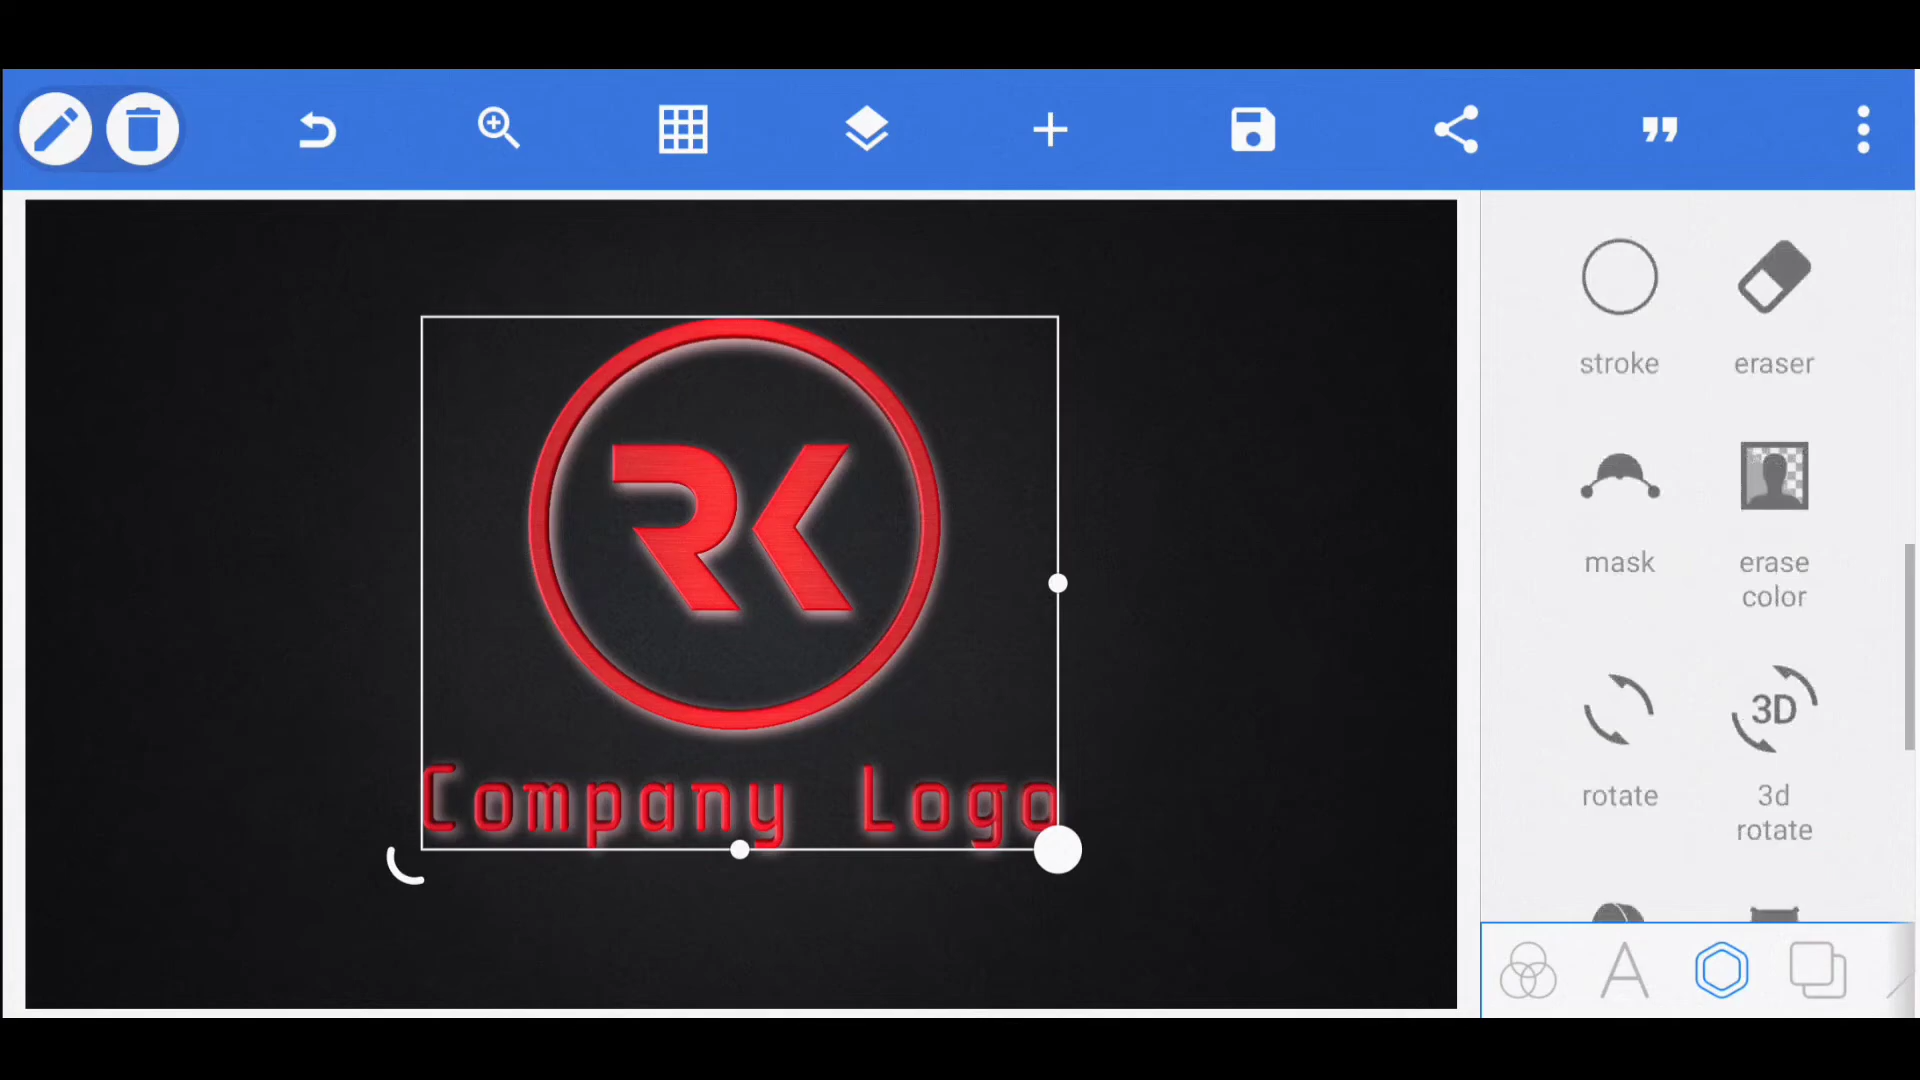 stroke
eraser
RK
mask
erase
color
3D
rotate
3d
rotate
Company Logo
A